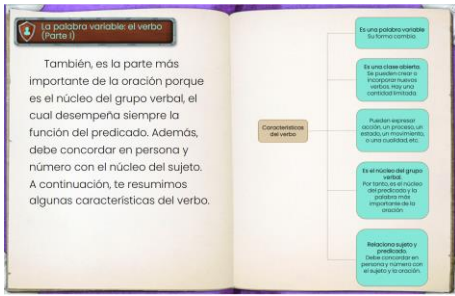 La palabra variable: el verbo
(Parte I)
También, es la parte más
importante de la oración porque
es el núcleo del grupo verbal, el
cual desempeña siempre la
función del predicado. Además,
debe concordar en persona y
número con el núcleo del sujeto.
A continuación, te resumimos
algunas características del verbo.
Características
del verbo
Es una palabra variable
Su forma cambia.
Es una clase abierta.
Se pueden crear o
incorporar nuevos
verbos. Hay una
cantidad ilimitada.
Pueden expresar
acción, un proceso, un
estado, un movimiento,
o una cualidad, etc.
Es el núcleo del grupo
verbal.
Por tanto, es el núcleo
del predicado y la
palabra más
importante de la
oración
Relaciona sujeto y
predicado.
Debe concordar en
persona y número con
el sujeto y la oración.